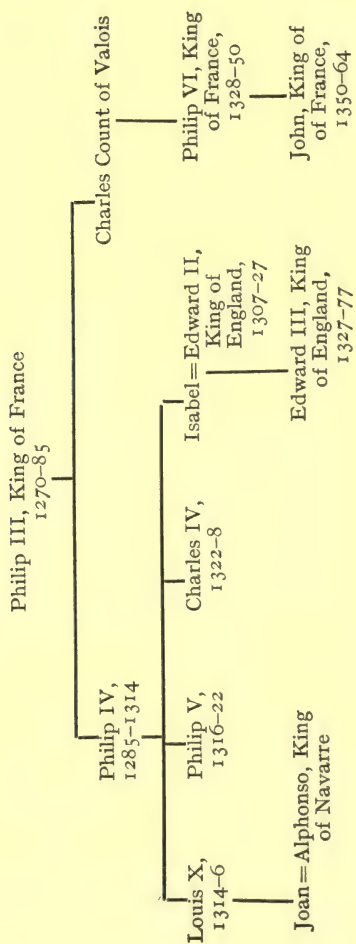 Philip III, King of France
1270–85
Philip IV,
1285–1314
Charles Count of Valois
Louis X,
1314–6
Philip V,
1316–22
Charles IV,
1322–8
Isabel=Edward II,
King of
England,
1307–27
Philip VI, King
of France,
1328–50
Joan=Alphonso, King
of Navarre
Edward III, King
of England,
1327–77
John, King of
of France,
1350–64